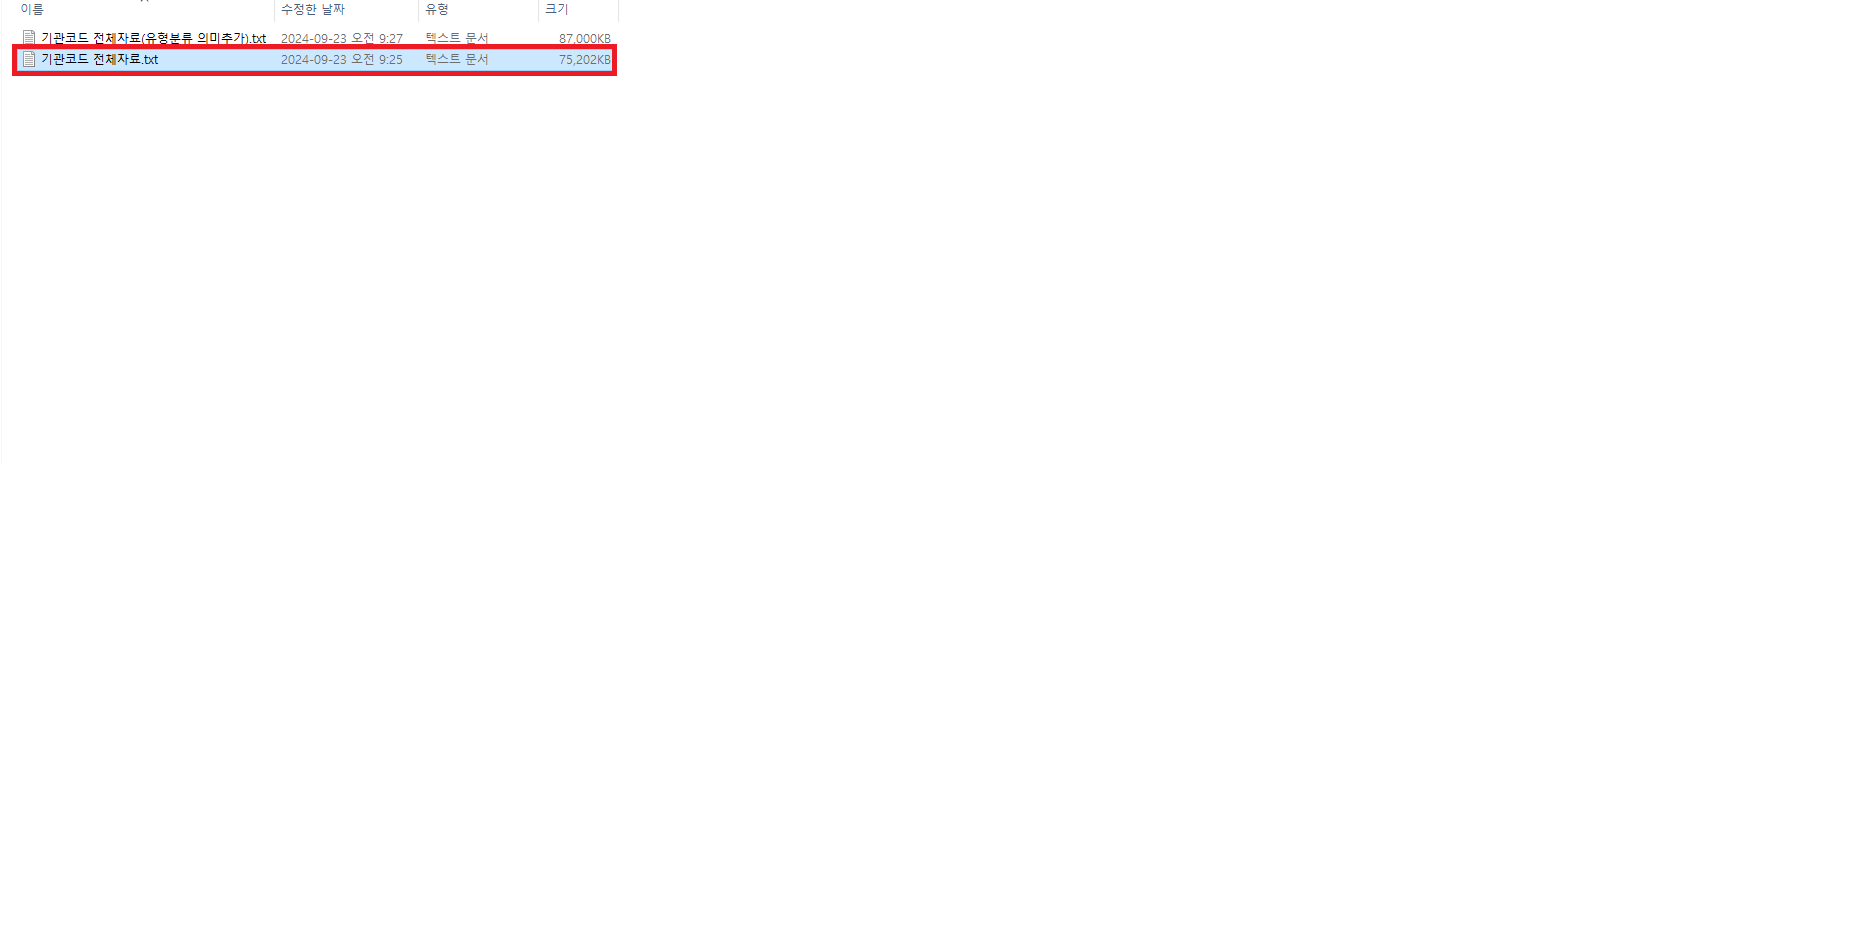 이름 수정한 날짜 유형 크기
기관코드 전체자료(유형분류 의미추가).txt 2024-09-23 오전 9:27 텍스트 문서 87,000KB
기관코드 전체자료.txt 2024-09-23 오전 9:25 텍스트 문서 75,202KB